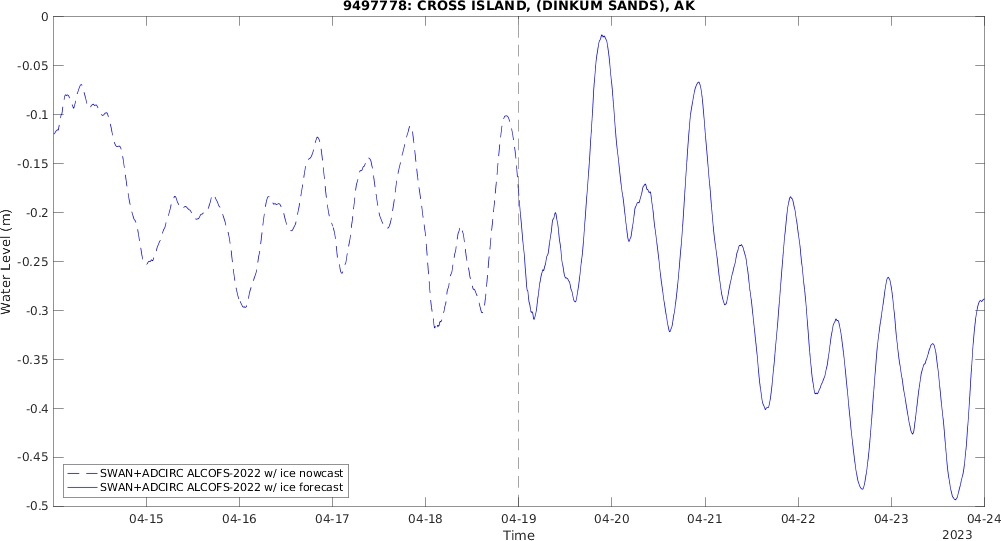 9497778: CROSS ISLAND, (DINKUM SANDS), AK
0
-0.05
-0.1
-0.15
-0.2
-0.25
-0.3
-0.35
-0.4
-0.45
-0.5
Water Level (m)
SWAN+ADCIRC ALCOFS-2022 w/ ice nowcast
SWAN+ADCIRC ALCOFS-2022 w/ ice forecast
04-15 04-16 04-17 04-18 04-19 04-20 04-21 04-22 04-23 04-24
Time
2023